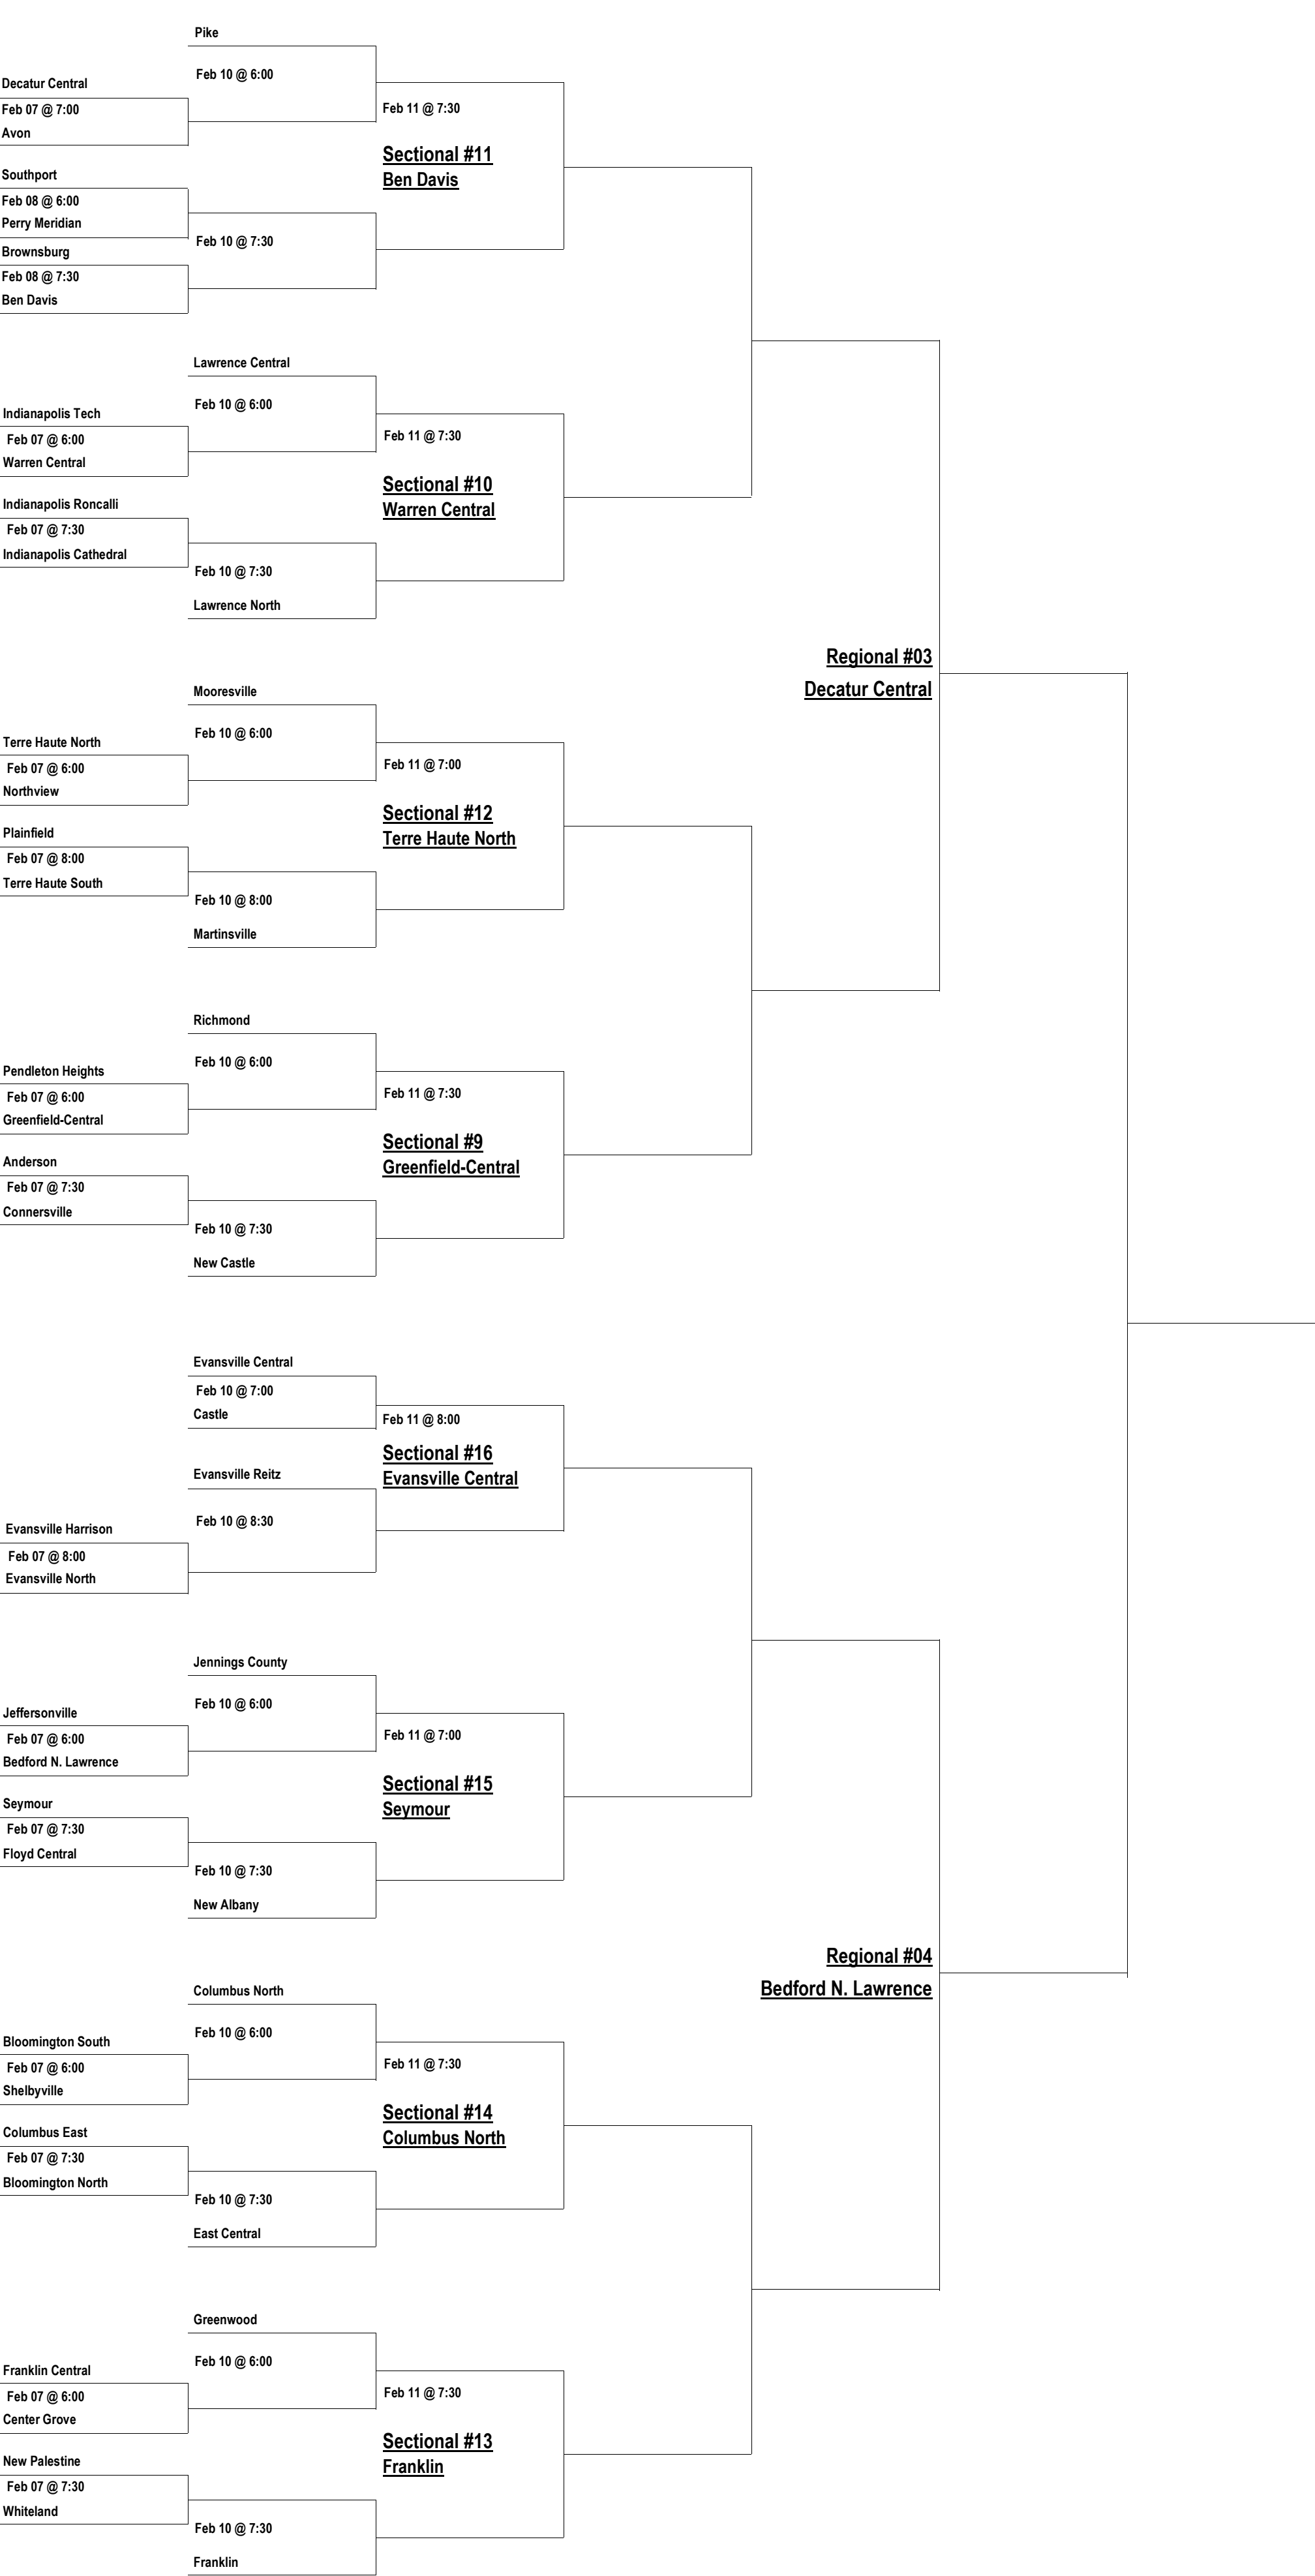 Pike
Feb 10 @ 6:00
Decatur Central
Feb 07 @ 7:00
Avon
Feb 11 @ 7:30
Sectional #11
Ben Davis
Southport
Feb 08 @ 6:00
Perry Meridian
Feb 10 @ 7:30
Brownsburg
Feb 08 @ 7:30
Ben Davis
Lawrence Central
Feb 10 @ 6:00
Indianapolis Tech
Feb 07 @ 6:00
Warren Central
Feb 11 @ 7:30
Sectional #10
Warren Central
Indianapolis Roncalli
Feb 07 @ 7:30
Indianapolis Cathedral
Feb 10 @ 7:30
Lawrence North
Regional #03
Decatur Central
Mooresville
Feb 10 @ 6:00
Terre Haute North
Feb 07 @ 6:00
Northview
Feb 11 @ 7:00
Sectional #12
Terre Haute North
Plainfield
Feb 07 @ 8:00
Terre Haute South
Feb 10 @ 8:00
Martinsville
Richmond
Feb 10 @ 6:00
Pendleton Heights
Feb 07 @ 6:00
Greenfield-Central
Feb 11 @ 7:30
Sectional #9
Greenfield-Central
Anderson
Feb 07 @ 7:30
Connersville
Feb 10 @ 7:30
New Castle
Evansville Central
Feb 10 @ 7:00
Castle
Feb 11 @ 8:00
Sectional #16
Evansville Central
Evansville Reitz
Feb 10 @ 8:30
Evansville Harrison
Feb 07 @ 8:00
Evansville North
Jennings County
Feb 10 @ 6:00
Jeffersonville
Feb 07 @ 6:00
Bedford N. Lawrence
Feb 11 @ 7:00
Sectional #15
Seymour
Seymour
Feb 07 @ 7:30
Floyd Central
Feb 10 @ 7:30
New Albany
Regional #04
Bedford N. Lawrence
Columbus North
Feb 10 @ 6:00
Bloomington South
Feb 07 @ 6:00
Shelbyville
Feb 11 @ 7:30
Sectional #14
Columbus North
Columbus East
Feb 07 @ 7:30
Bloomington North
Feb 10 @ 7:30
East Central
Greenwood
Feb 10 @ 6:00
Franklin Central
Feb 07 @ 6:00
Center Grove
Feb 11 @ 7:30
Sectional #13
Franklin
New Palestine
Feb 07 @ 7:30
Whiteland
Feb 10 @ 7:30
Franklin